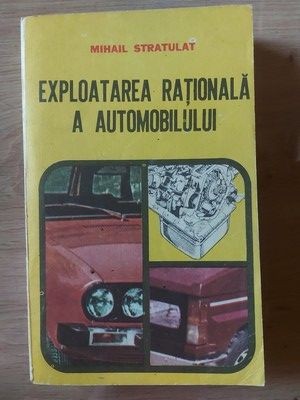 MIHAIL STRATULAT
EXPLOATAREA RAȚIONALĂ
A AUTOMOBILULUI